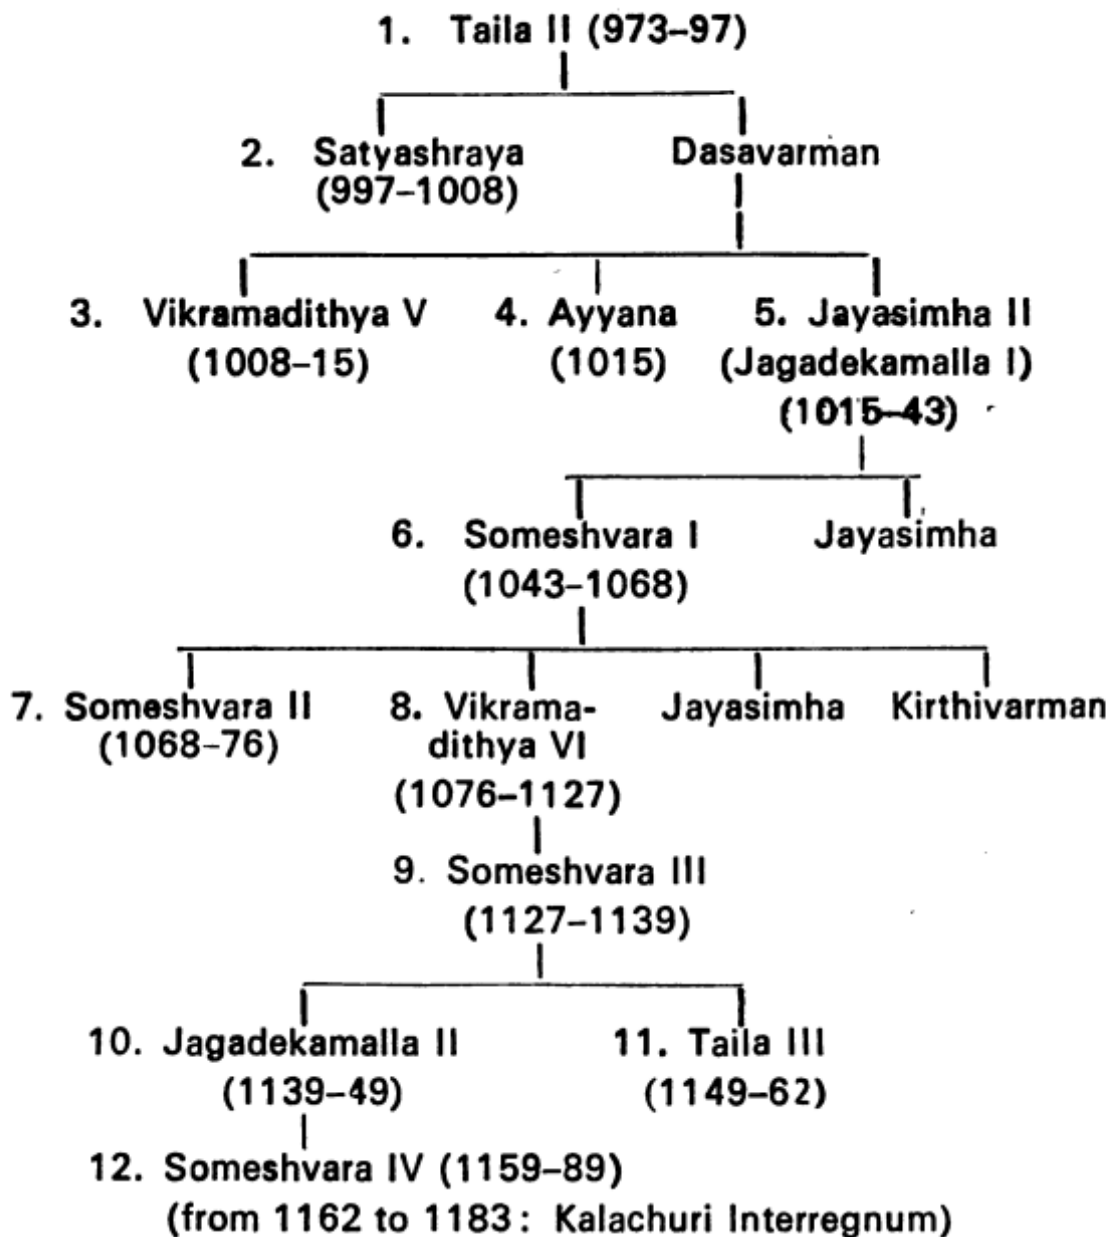 1. Taila II (973–97)
2. Satyashraya Dasavarman
(997–1008)
3. Vikramadithya V 4. Ayyana 5. Jayasimha II
(1008–15) (1015) (Jagadekamalla I)
(1015–43)
6. Someshvara I Jayasimha
(1043–1068)
7. Someshvara II 8. Vikrama- Jayasimha Kirthivarman
(1068–76) dithya VI
(1076–1127)
9. Someshvara III
(1127–1139)
10. Jagadekamalla II 11. Taila III
(1139–49) (1149–62)
12. Someshvara IV (1159–89)
(from 1162 to 1183 : Kalachuri Interregnum)